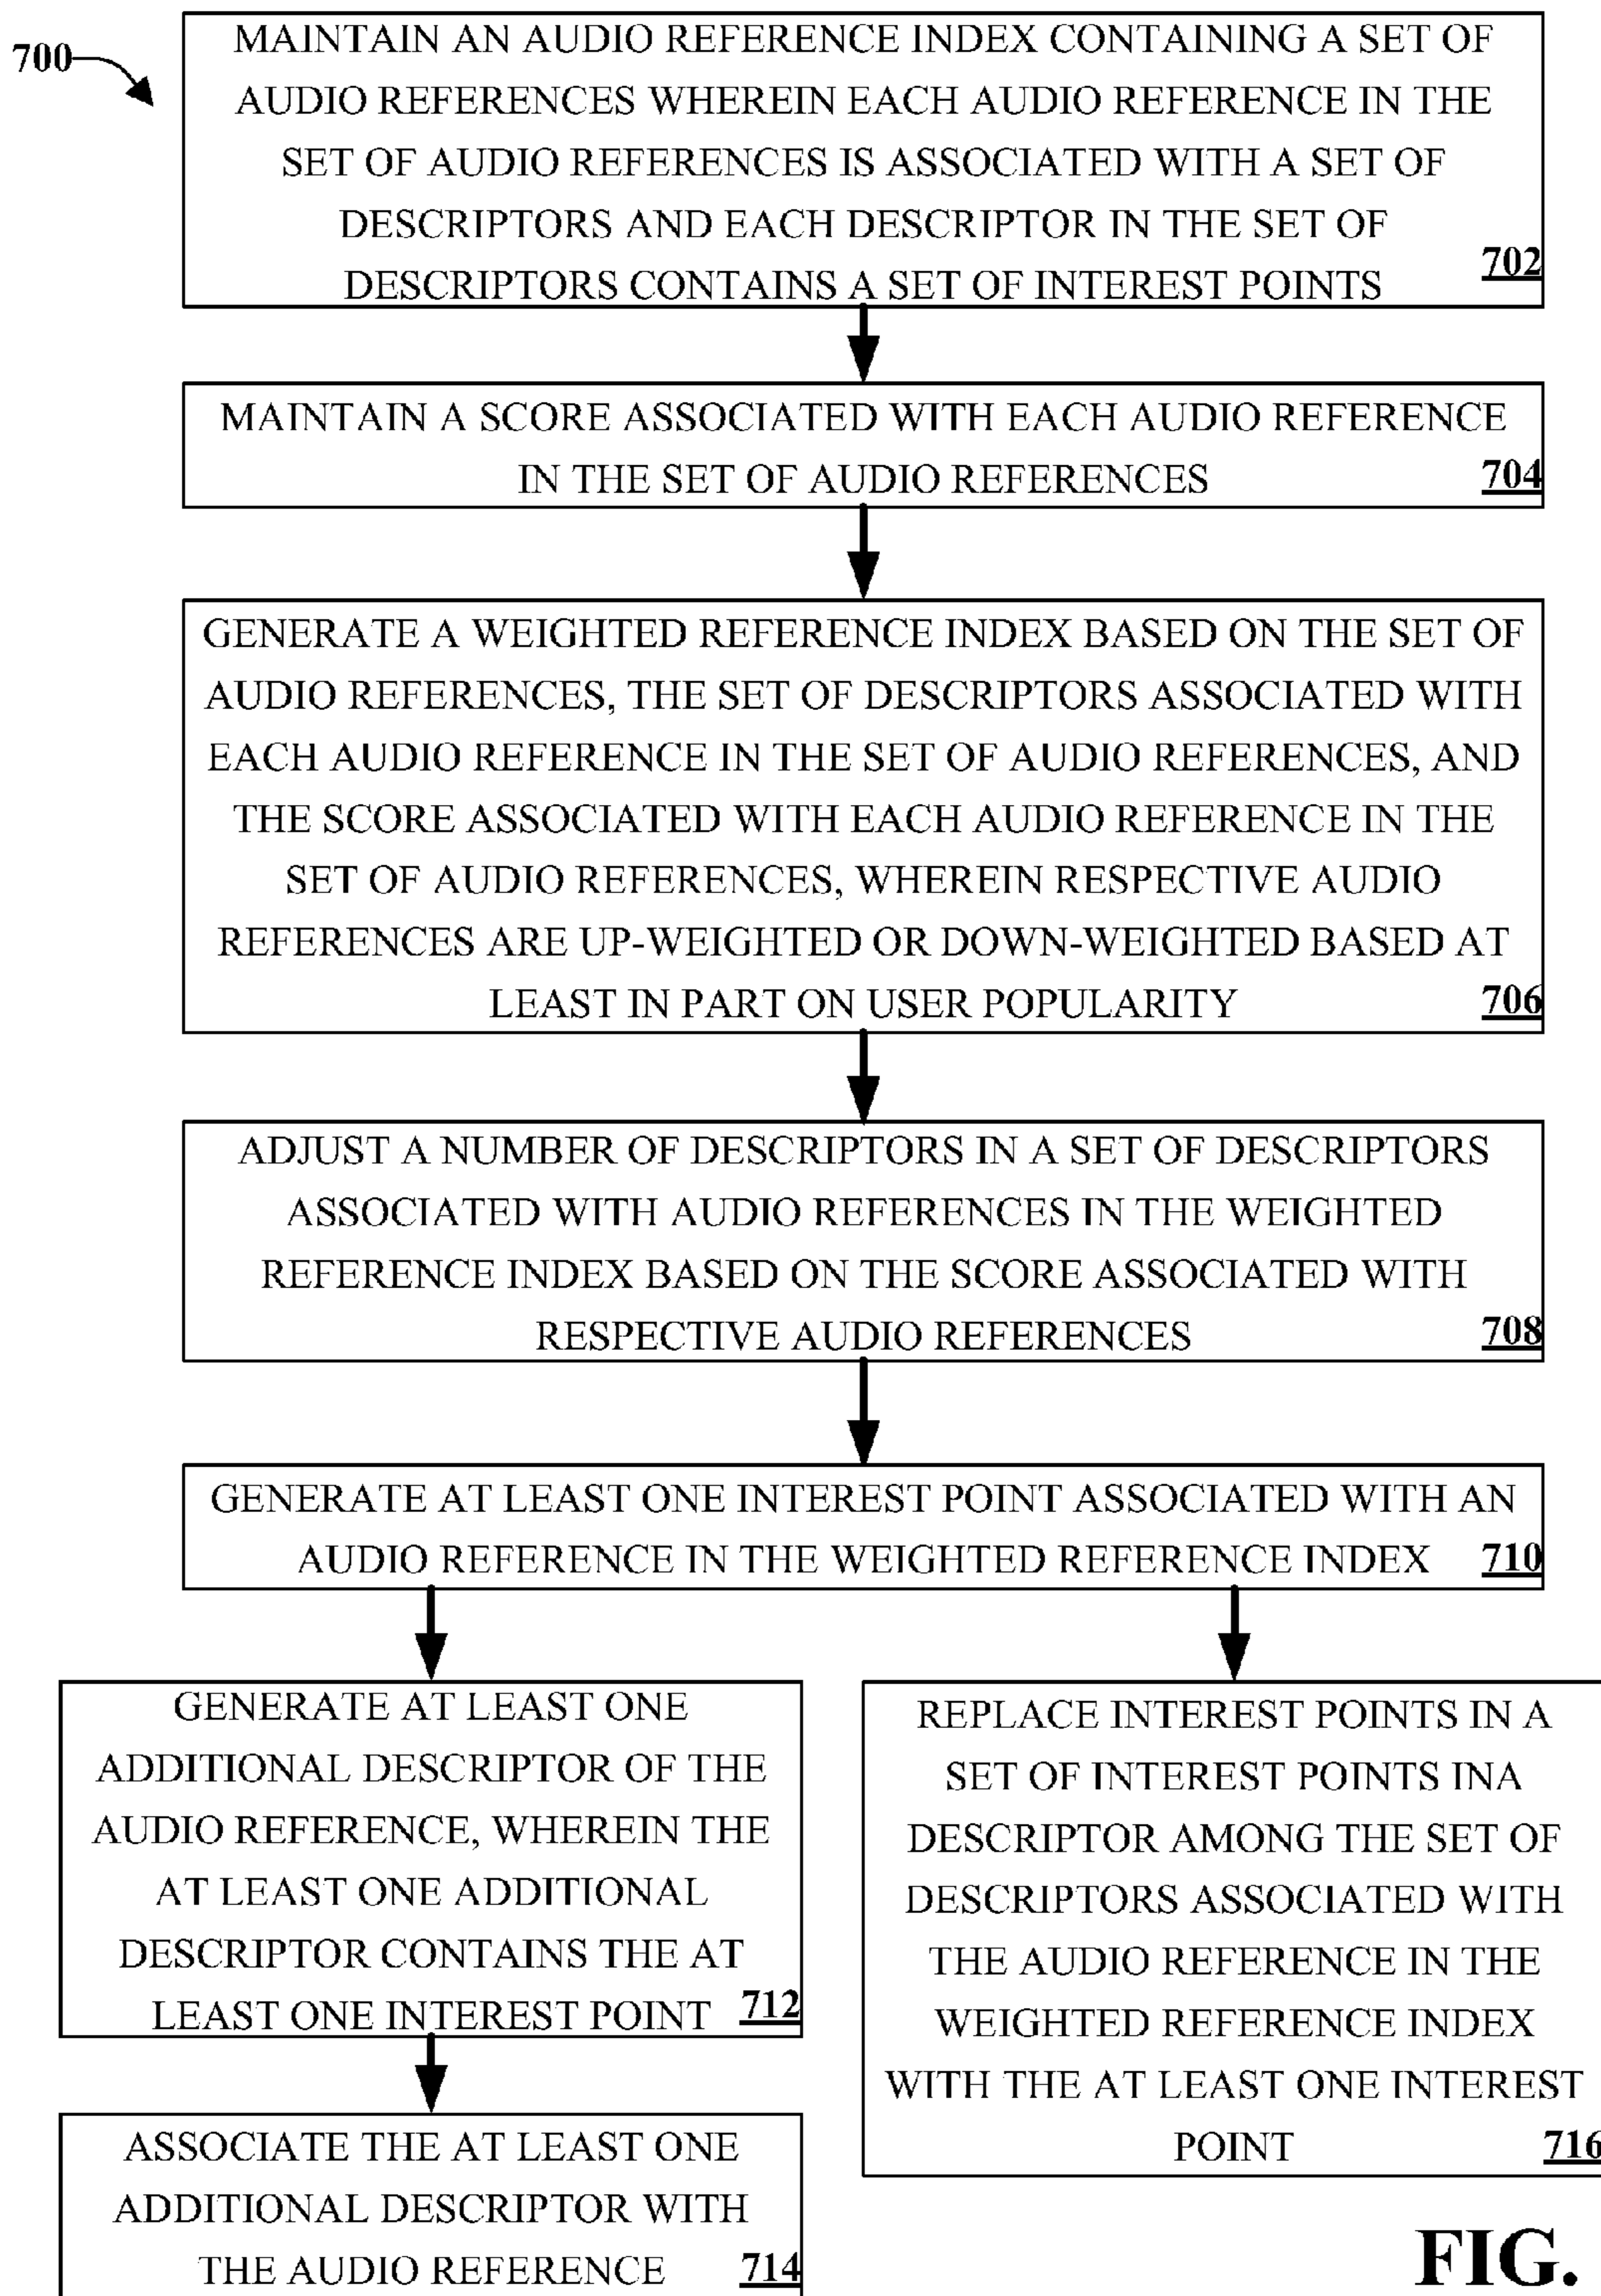 700
MAINTAIN AN AUDIO REFERENCE INDEX CONTAINING A SET OF
AUDIO REFERENCES WHEREIN EACH AUDIO REFERENCE IN THE
SET OF AUDIO REFERENCES IS ASSOCIATED WITH A SET OF
DESCRIPTORS AND EACH DESCRIPTOR IN THE SET OF
DESCRIPTORS CONTAINS A SET OF INTEREST POINTS 702
MAINTAIN A SCORE ASSOCIATED WITH EACH AUDIO REFERENCE
IN THE SET OF AUDIO REFERENCES 704
GENERATE A WEIGHTED REFERENCE INDEX BASED ON THE SET OF
AUDIO REFERENCES, THE SET OF DESCRIPTORS ASSOCIATED WITH
EACH AUDIO REFERENCE IN THE SET OF AUDIO REFERENCES, AND
THE SCORE ASSOCIATED WITH EACH AUDIO REFERENCE IN THE
SET OF AUDIO REFERENCES, WHEREIN RESPECTIVE AUDIO
REFERENCES ARE UP-WEIGHTED OR DOWN-WEIGHTED BASED AT
LEAST IN PART ON USER POPULARITY 706
ADJUST A NUMBER OF DESCRIPTORS IN A SET OF DESCRIPTORS
ASSOCIATED WITH AUDIO REFERENCES IN THE WEIGHTED
REFERENCE INDEX BASED ON THE SCORE ASSOCIATED WITH
RESPECTIVE AUDIO REFERENCES 708
GENERATE AT LEAST ONE INTEREST POINT ASSOCIATED WITH AN
AUDIO REFERENCE IN THE WEIGHTED REFERENCE INDEX 710
GENERATE AT LEAST ONE
ADDITIONAL DESCRIPTOR OF THE
AUDIO REFERENCE, WHEREIN THE
AT LEAST ONE ADDITIONAL
DESCRIPTOR CONTAINS THE AT
LEAST ONE INTEREST POINT 712
ASSOCIATE THE AT LEAST ONE
ADDITIONAL DESCRIPTOR WITH
THE AUDIO REFERENCE 714
REPLACE INTEREST POINTS IN A
SET OF INTEREST POINTS INA
DESCRIPTOR AMONG THE SET OF
DESCRIPTORS ASSOCIATED WITH
THE AUDIO REFERENCE IN THE
WEIGHTED REFERENCE INDEX
WITH THE AT LEAST ONE INTEREST
POINT 716
FIG.